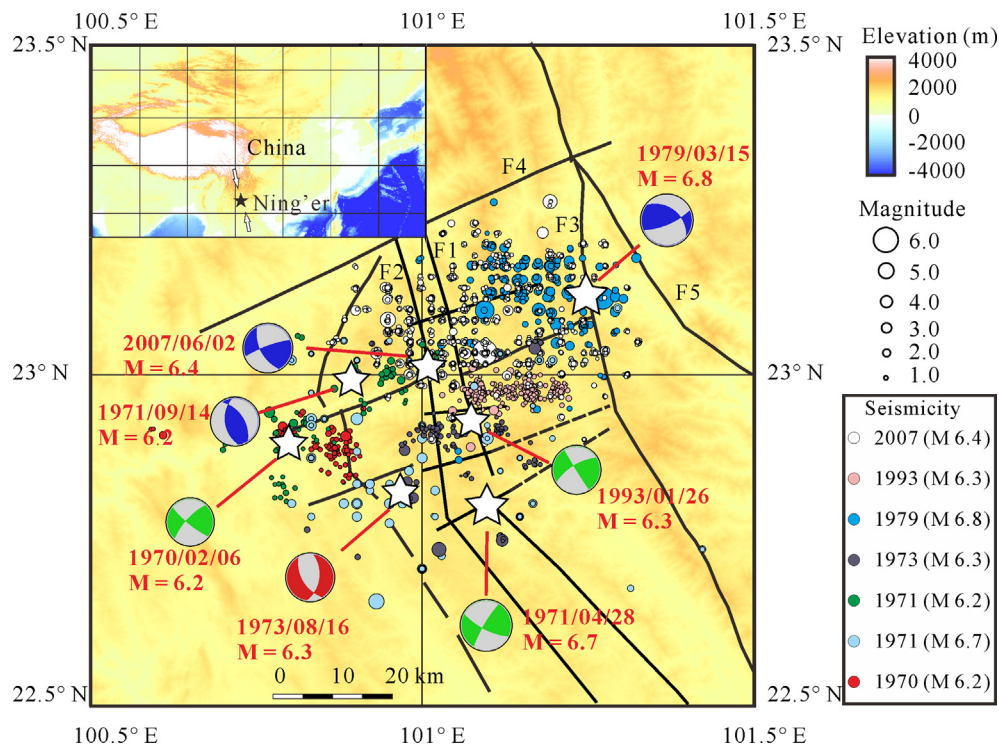 100.5° E
101° E
101.5° E
23.5° N
23.5° N
Elevation (m)
4000
2000
0
-2000
-4000
China
Ning'er
F4
1979/03/15
M = 6.8
F3
F1
F2
F5
Magnitude
6.0
5.0
4.0
3.0
2.0
1.0
2007/06/02
M = 6.4
23° N
23° N
1971/09/14
M = 6.2
1993/01/26
M = 6.3
1970/02/06
M = 6.2
1973/08/16
M = 6.3
1971/04/28
M = 6.7
Seismicity
2007 (M 6.4)
1993 (M 6.3)
1979 (M 6.8)
1973 (M 6.3)
1971 (M 6.2)
1971 (M 6.7)
1970 (M 6.2)
0 10 20 km
22.5° N
22.5° N
100.5° E
101° E
101.5° E